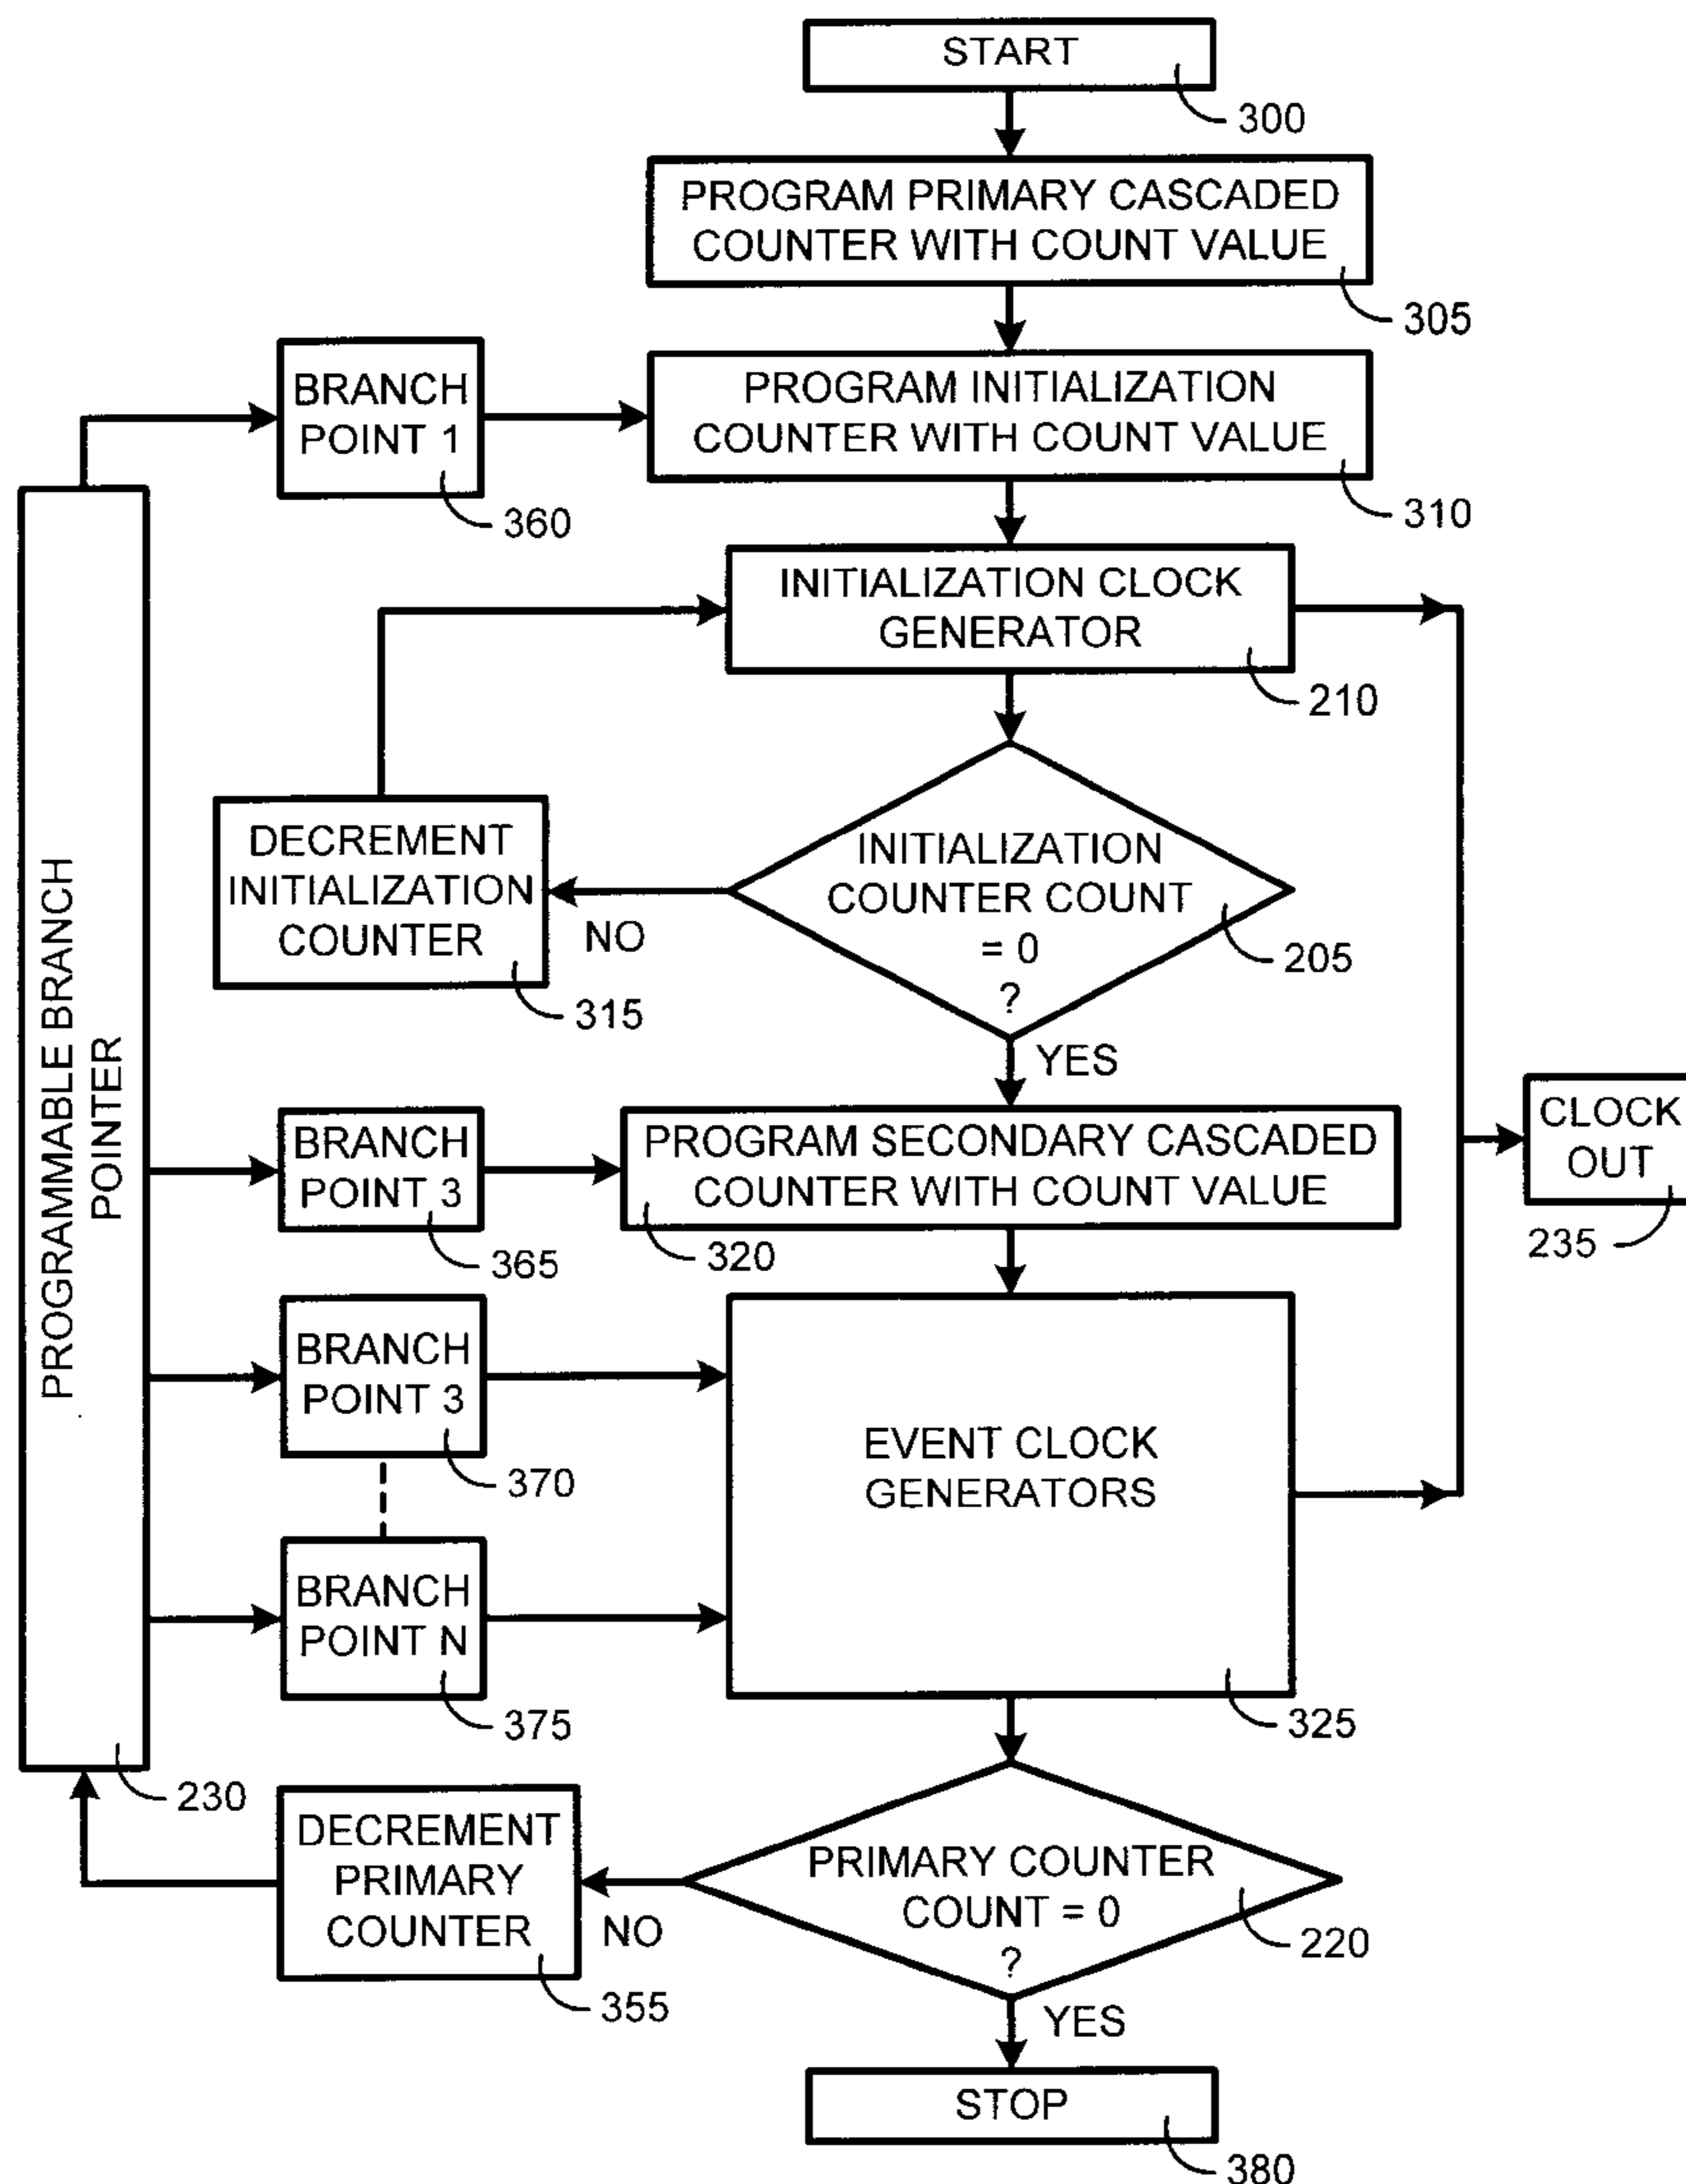 START
300
PROGRAM PRIMARY CASCADED
COUNTER WITH COUNT VALUE
305
BRANCH
POINT 1
360
PROGRAM INITIALIZATION
COUNTER WITH COUNT VALUE
310
INITIALIZATION CLOCK
GENERATOR
210
DECREMENT
INITIALIZATION
COUNTER
315
NO
INITIALIZATION
COUNTER COUNT
= 0
?
205
YES
PROGRAMMABLE BRANCH
POINTER
230
BRANCH
POINT 3
365
PROGRAM SECONDARY CASCADED
COUNTER WITH COUNT VALUE
320
CLOCK
OUT
235
BRANCH
POINT 3
370
EVENT CLOCK
GENERATORS
325
BRANCH
POINT N
375
DECREMENT
PRIMARY
COUNTER
355
NO
PRIMARY COUNTER
COUNT = 0
?
220
YES
STOP
380